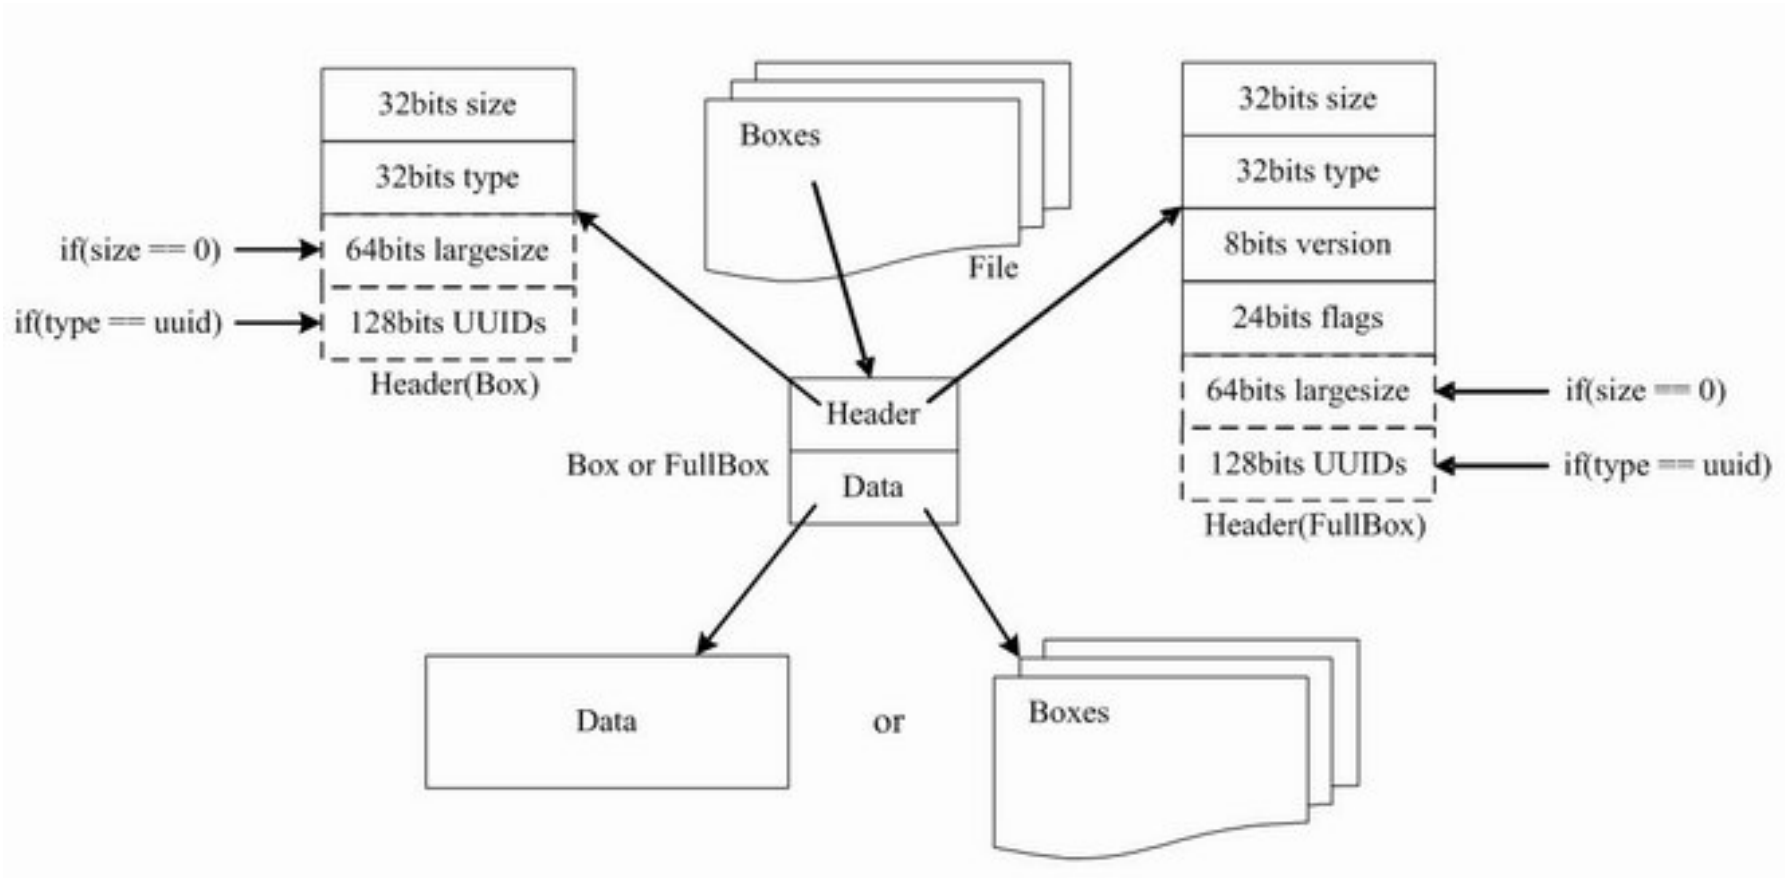 32bits size
32bits type
if(size == 0)
64bits largesize
if(type == uuid)
128bits UUIDs
Header(Box)
Boxes
File
32bits size
32bits type
8bits version
24bits flags
64bits largesize
if(size == 0)
128bits UUIDs
if(type == uuid)
Header(FullBox)
Header
Box or FullBox
Data
Data
or
Boxes